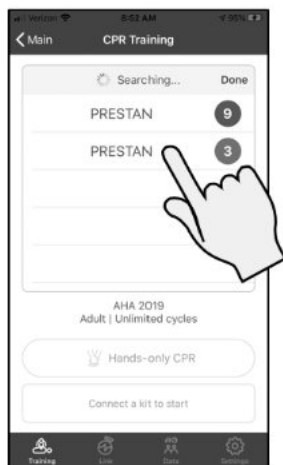 Verizon 8:52 AM 95%
Main CPR Training
Searching... Done
PRESTAN 9
PRESTAN 3
AHA 2019
Adult | Unlimited cycles
Hands-only CPR
Connect a kit to start
Training Link Data Settings